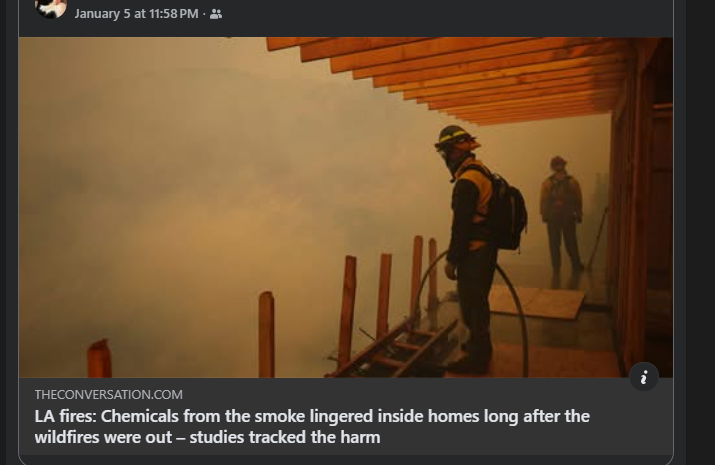 January 5 at 11:58 PM ·
THECONVERSATION.COM
LA fires: Chemicals from the smoke lingered inside homes long after the
wildfires were out – studies tracked the harm